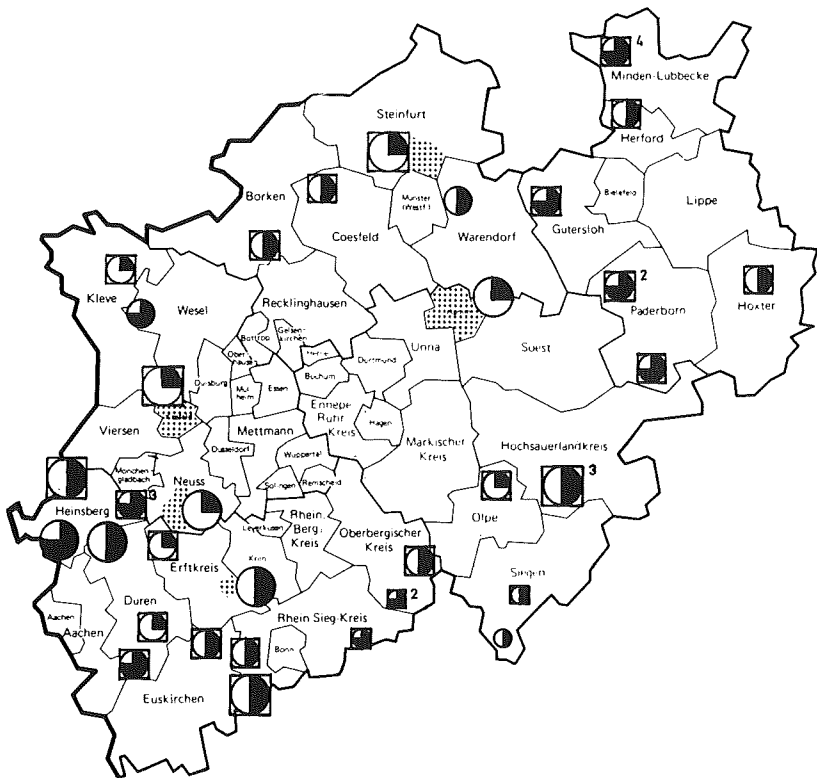 4
Minden-Lubbecke
Steinfurt
Herford
Borken
Munster
(Westf.)
Bielefeld
Lippe
Coesfeld
Warendorf
Gutersloh
Kleve
Wesel
Recklinghausen
2
Paderborn
Hoxter
Bottrop
Gelsen-
kirchen
Unna
Soest
Ober-
hausen
Herne
Dortmund
Duisburg
Mül-
heim
Essen
Bochum
Ennepe
Ruhr
Kreis
Hagen
Viersen
Mettmann
Markischer
Kreis
Hochsauerlandkreis
Dusseldorf
Wuppertal
3
Monchen-
gladbach
Neuss
Solingen
Remscheid
3
Heinsberg
Leverkusen
Rhein
Berg.
Kreis
Oberbergischer
Kreis
Olpe
Erftkreis
Köln
Siegen
Duren
2
Aachen
Aachen
Rhein Sieg-Kreis
Bonn
Euskirchen